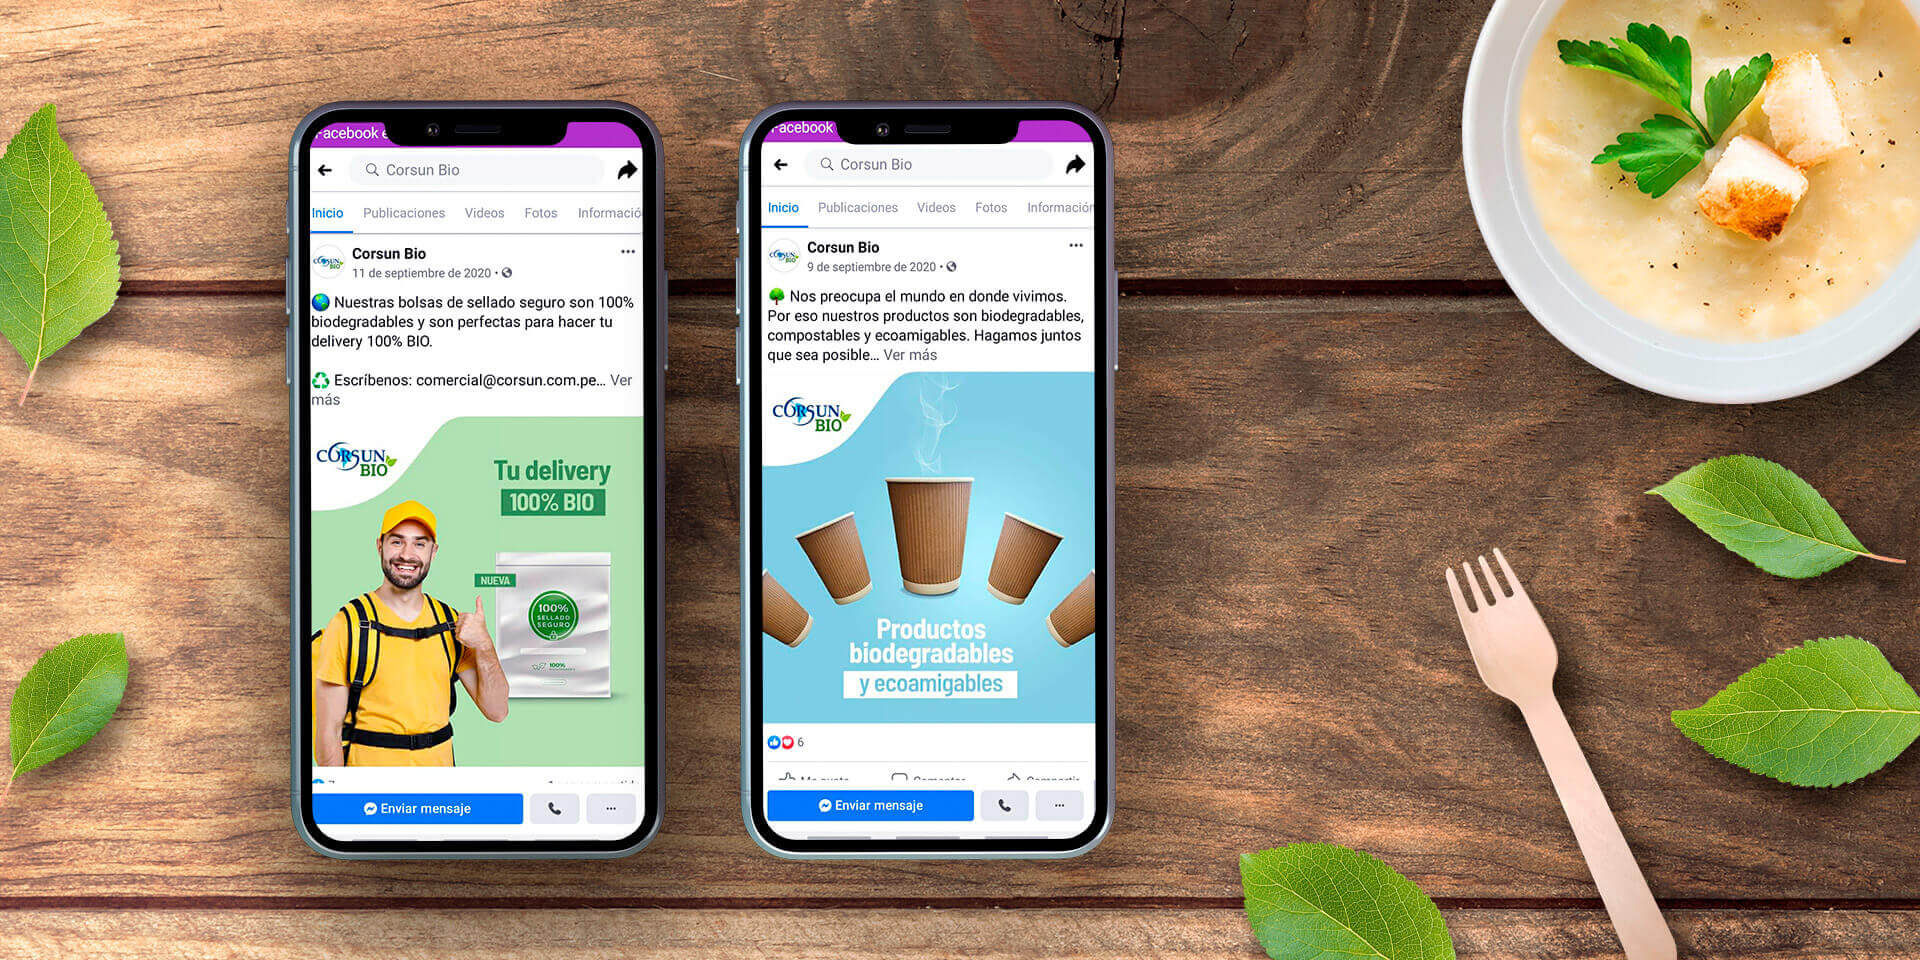 Facebook
Corsun Bio
Inicio Publicaciones Videos Fotos Informació
Corsun Bio
11 de septiembre de 2020 •
Nuestras bolsas de sellado seguro son 100%
biodegradables y son perfectas para hacer tu
delivery 100% BIO.
Escríbenos: comercial@corsun.com.pe... Ver
más
CORSUN
BIO
Tu delivery
100% BIO
NUEVA
100%
SELLADO
SEGURO
100%
Enviar mensaje
Facebook
Corsun Bio
Inicio Publicaciones Videos Fotos Información
Corsun Bio
9 de septiembre de 2020 •
Nos preocupa el mundo en donde vivimos.
Por eso nuestros productos son biodegradables,
compostables y ecoamigables. Hagamos juntos
que sea posible... Ver más
CORSUN
BIO
Productos
biodegradables
y ecoamigables
6
Me gusta Comentar Compartir
Enviar mensaje